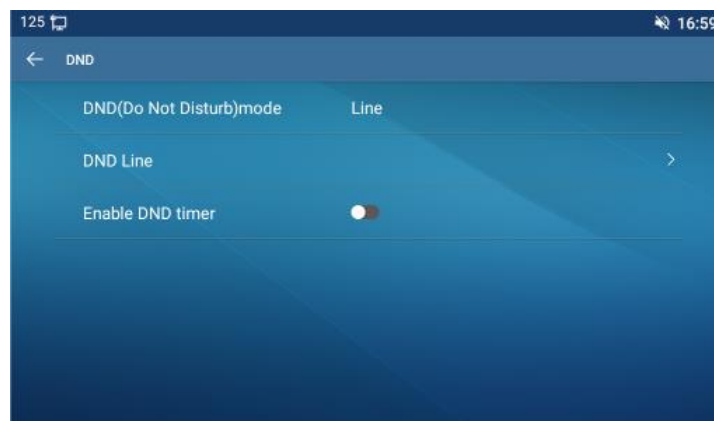 125 16:59
DND
DND(Do Not Disturb)mode Line
DND Line
Enable DND timer